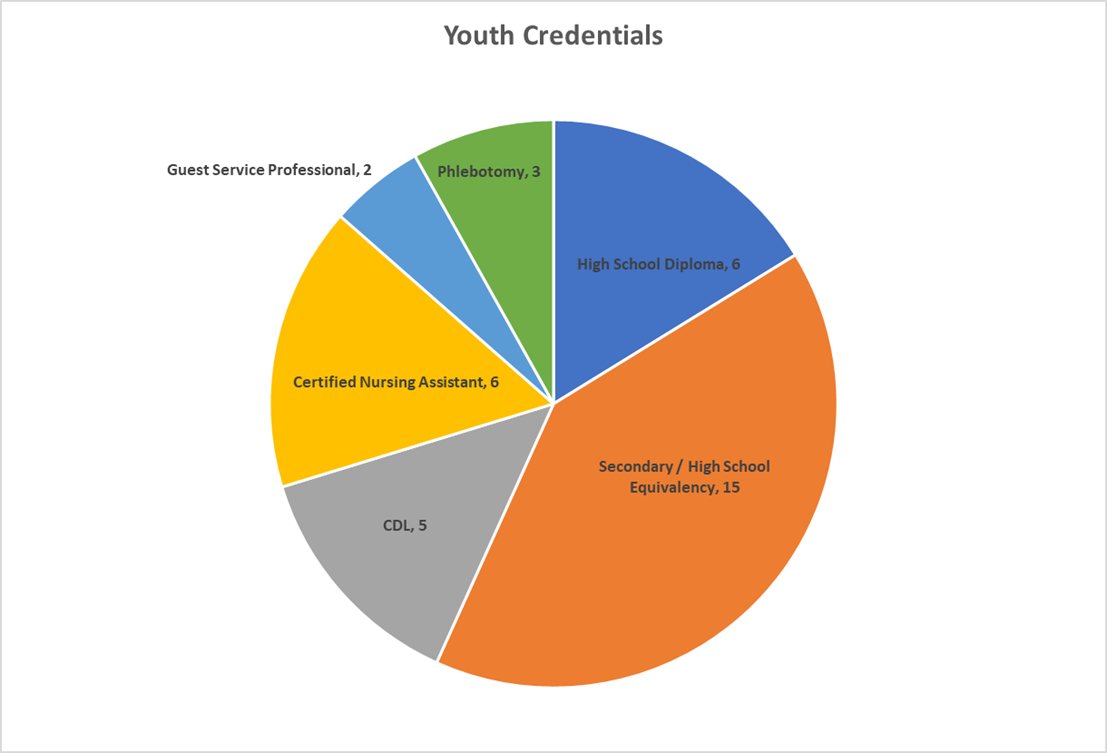 Youth Credentials
Guest Service Professional, 2
Phlebotomy, 3
High School Diploma, 6
Certified Nursing Assistant, 6
Secondary / High School
Equivalency, 15
CDL, 5